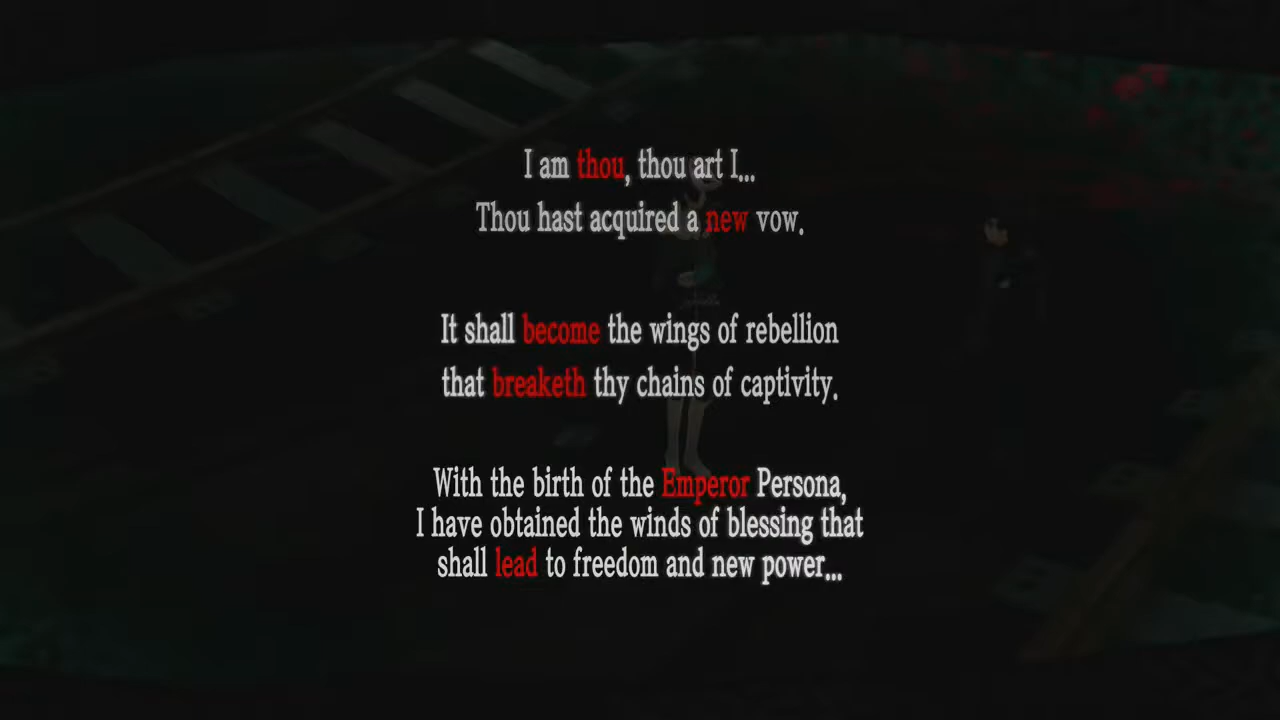 I am thou, thou art I...
Thou hast acquired a new vow.
It shall become the wings of rebellion
that breaketh thy chains of captivity.
With the birth of the Emperor Persona,
I have obtained the winds of blessing that
shall lead to freedom and new power...